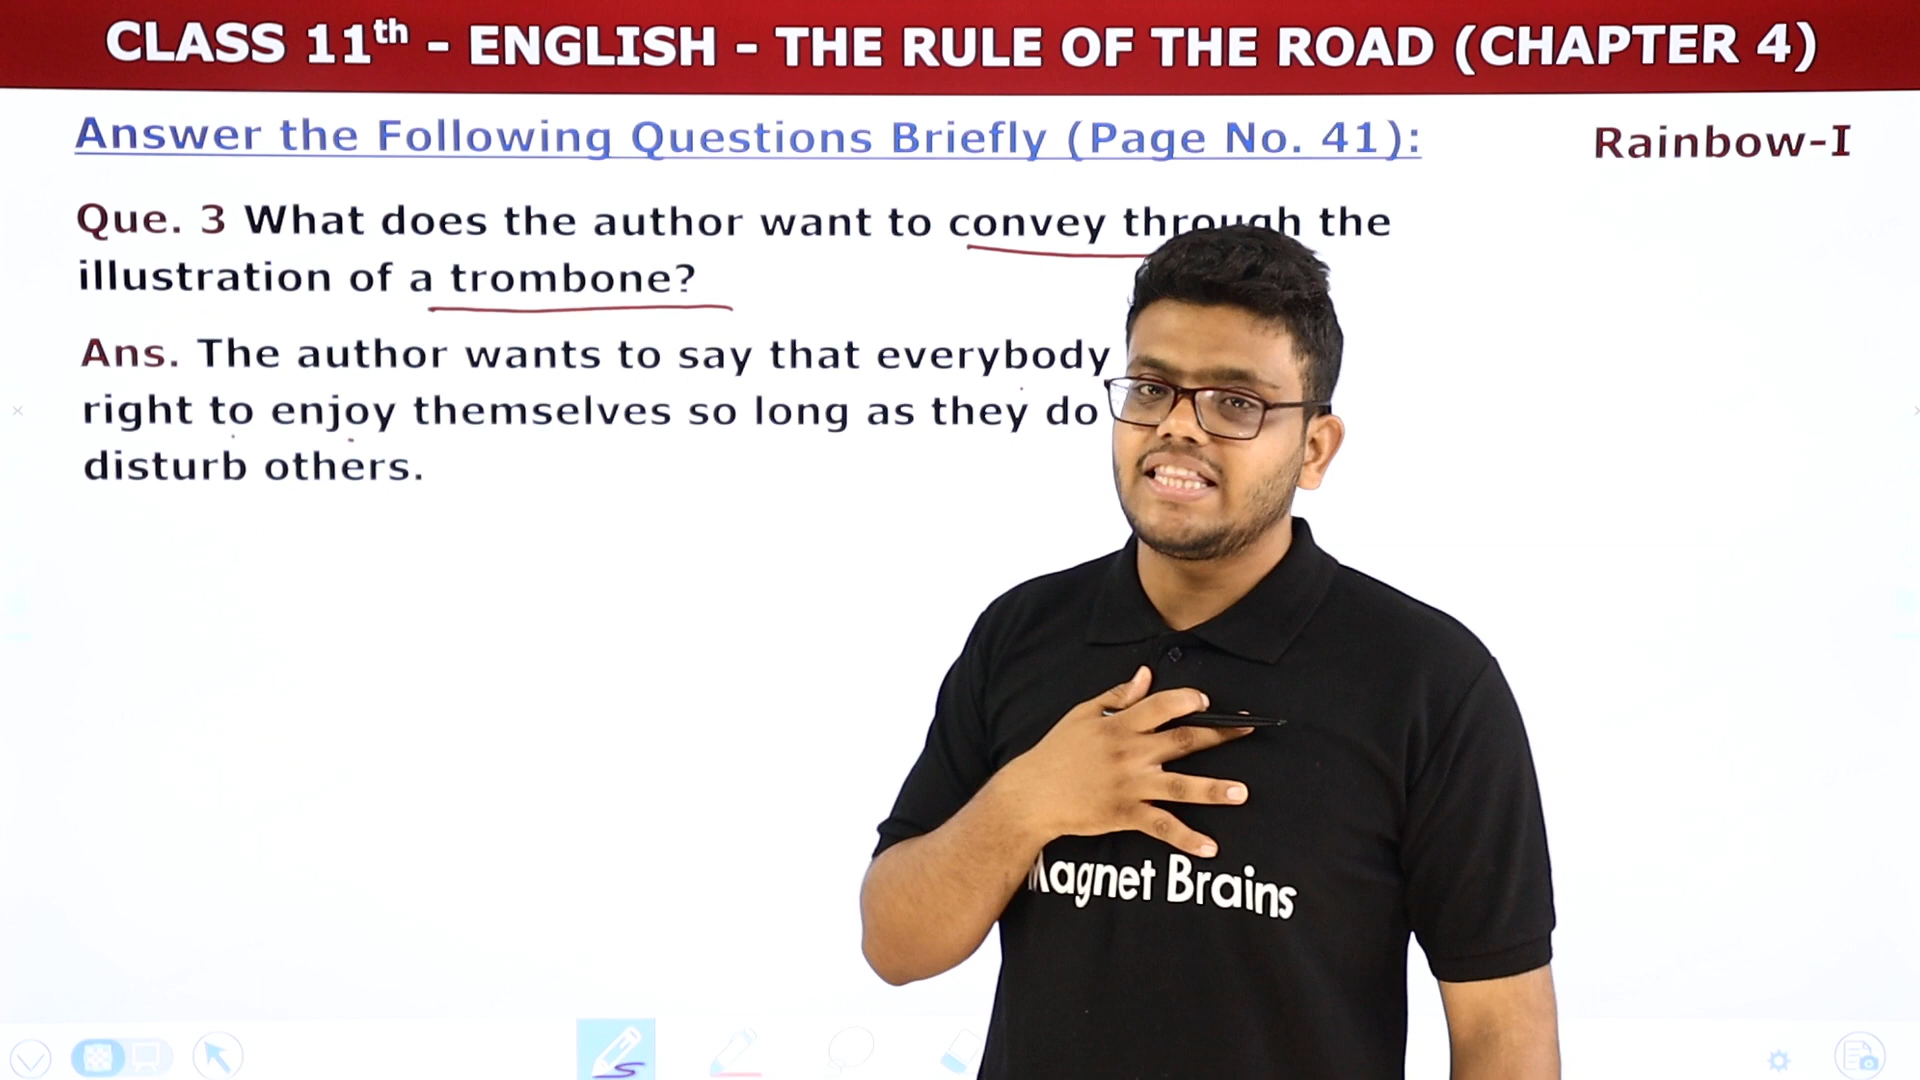 CLASS 11th - ENGLISH - THE RULE OF THE ROAD (CHAPTER 4)
Answer the Following Questions Briefly (Page No. 41):
Rainbow-I
Que. 3 What does the author want to convey through the
illustration of a trombone?
Ans. The author wants to say that everybody
right to enjoy themselves so long as they do
disturb others.
Magnet Brains